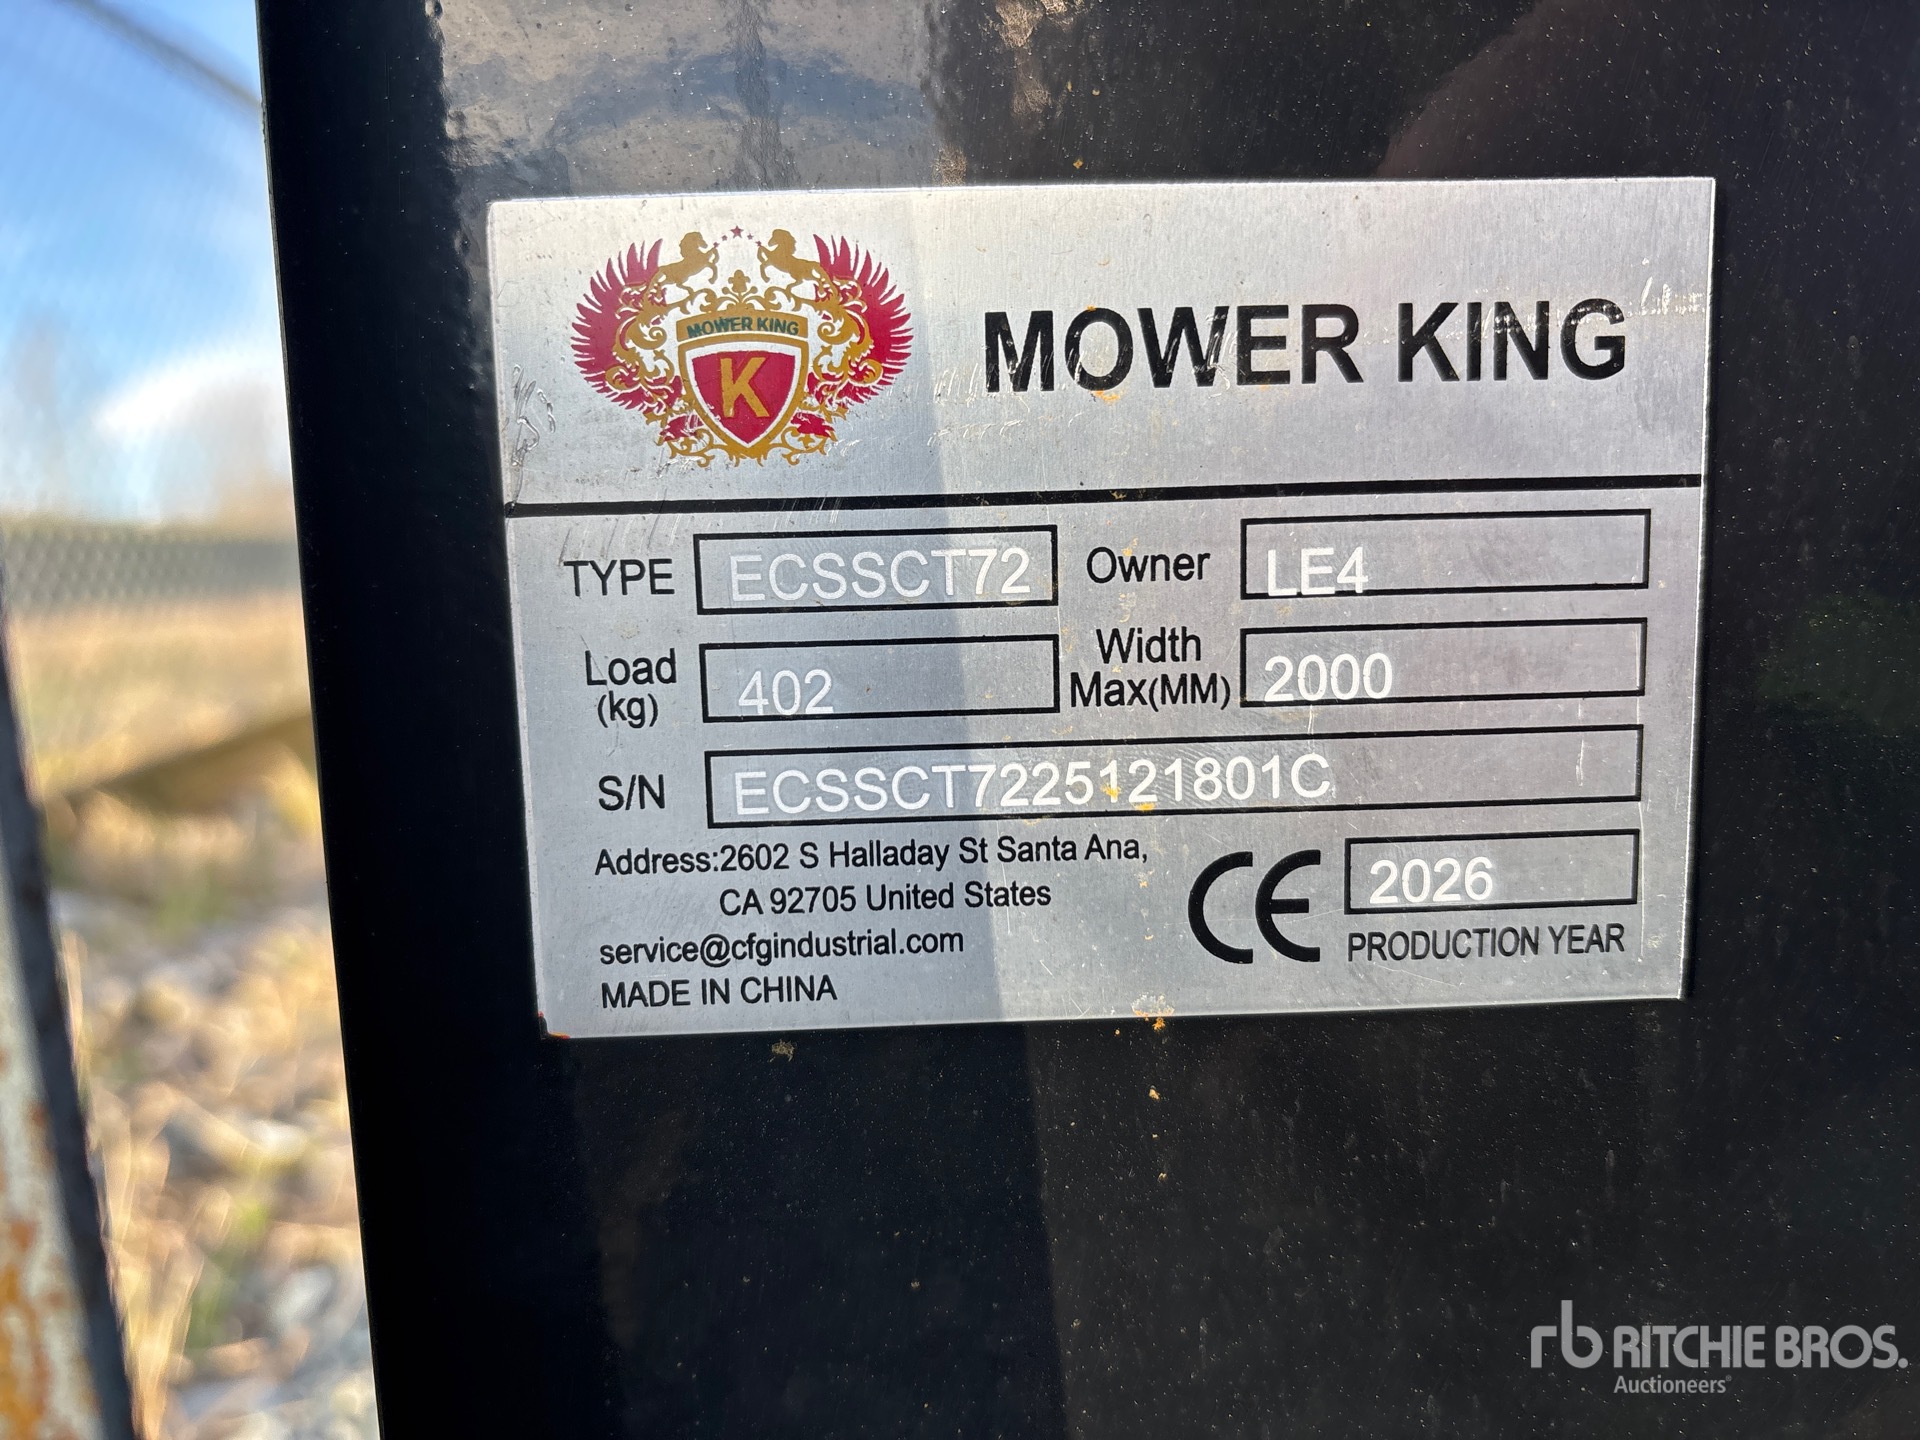 MOWER KING
K
MOWER KING
TYPE ECSSCT72 Owner LE4
Load (kg) 402 Width Max(MM) 2000
S/N ECSSCT7225121801C
Address:2602 S Halladay St Santa Ana,
CA 92705 United States
service@cfgindustrial.com
MADE IN CHINA
CE 2026
PRODUCTION YEAR
rb RITCHIE BROS.
Auctioneers